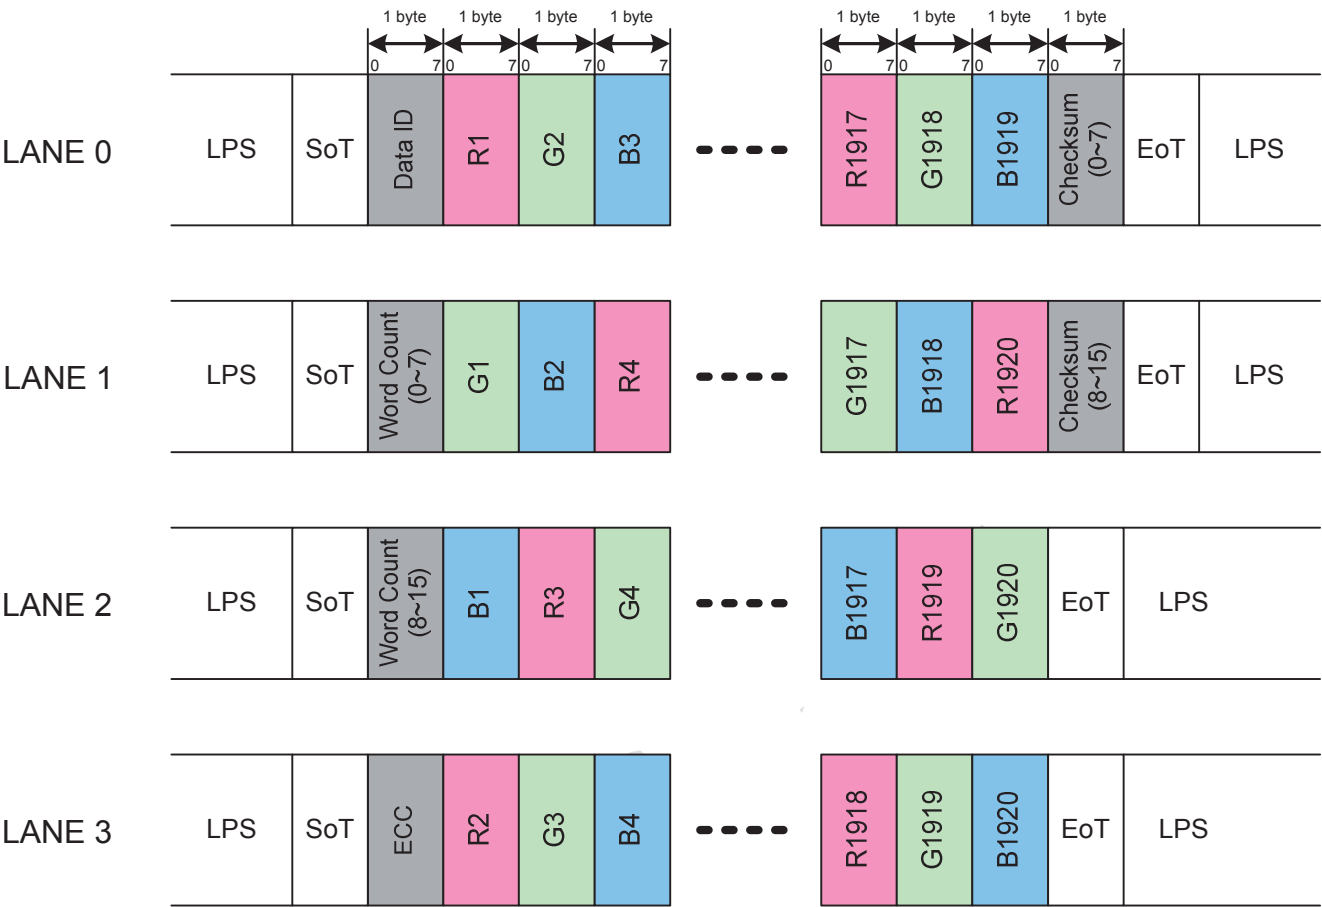 1 byte 1 byte 1 byte 1 byte 1 byte 1 byte 1 byte 1 byte
0 7 0 7 0 7 0 7 0 7 0 7 0 7 0 7
LANE 0 LPS SoT Data ID R1 G2 B3 R1917 G1918 B1919 Checksum (0~7) EoT LPS
LANE 1 LPS SoT Word Count (0~7) G1 B2 R4 G1917 B1918 R1920 Checksum (8~15) EoT LPS
LANE 2 LPS SoT Word Count (8~15) B1 R3 G4 B1917 R1919 G1920 EoT LPS
LANE 3 LPS SoT ECC R2 G3 B4 R1918 G1919 B1920 EoT LPS